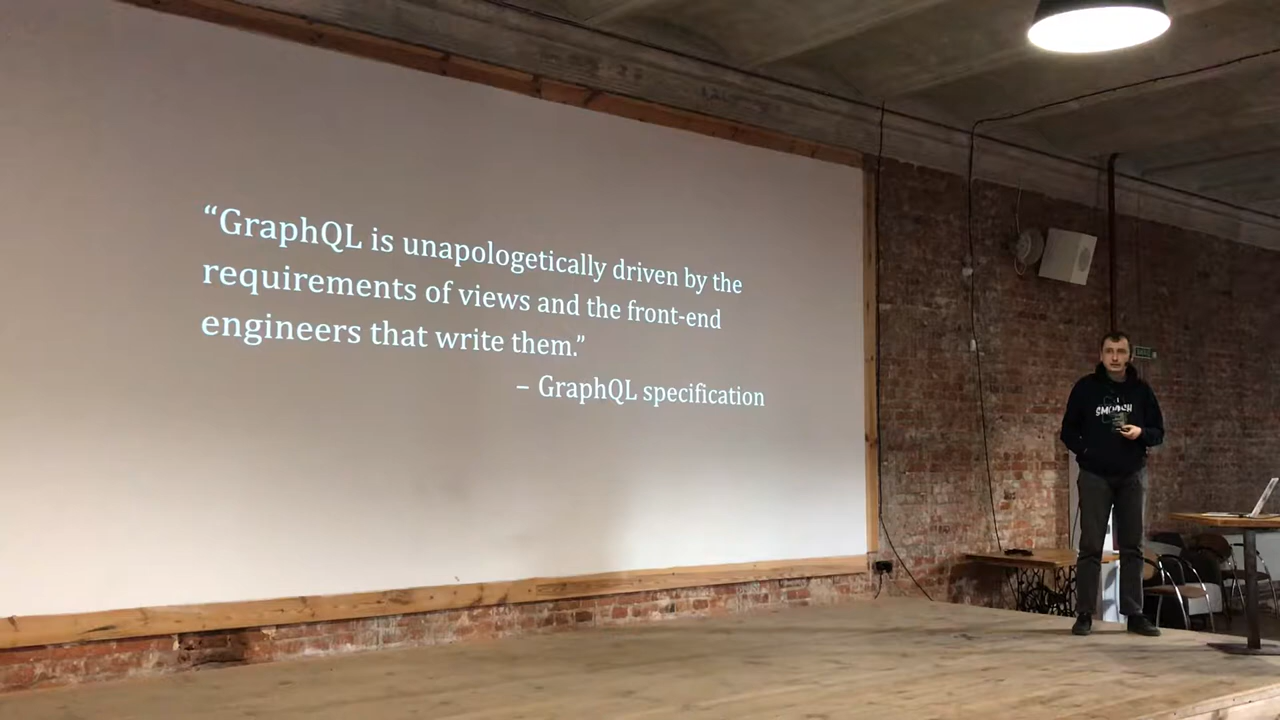 “GraphQL is unapologetically driven by the
requirements of views and the front-end
engineers that write them.”
– GraphQL specification